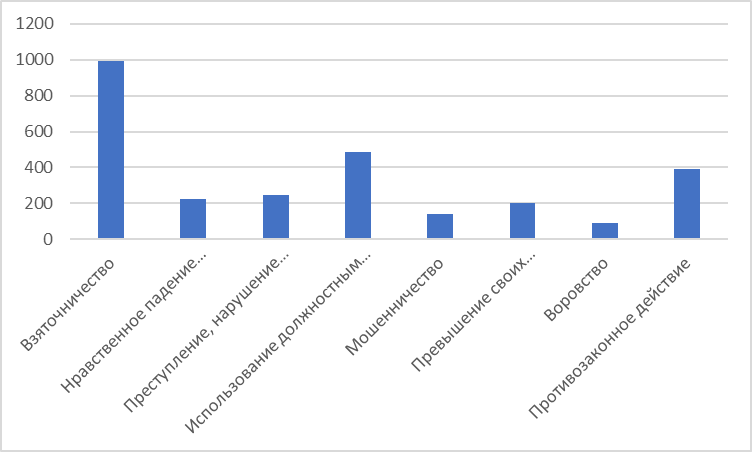 1200
1000
800
600
400
200
0
Взяточничество
Нравственное падение...
Преступление, нарушение...
Использование должностным...
Мошенничество
Превышение своих...
Воровство
Противозаконное действие